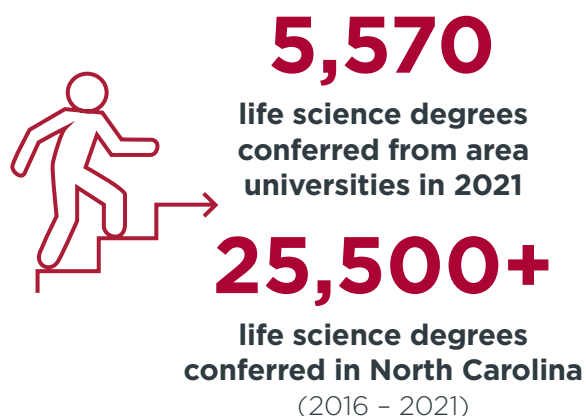 5,570
life science degrees
conferred from area
universities in 2021
25,500+
life science degrees
conferred in North Carolina
(2016 – 2021)